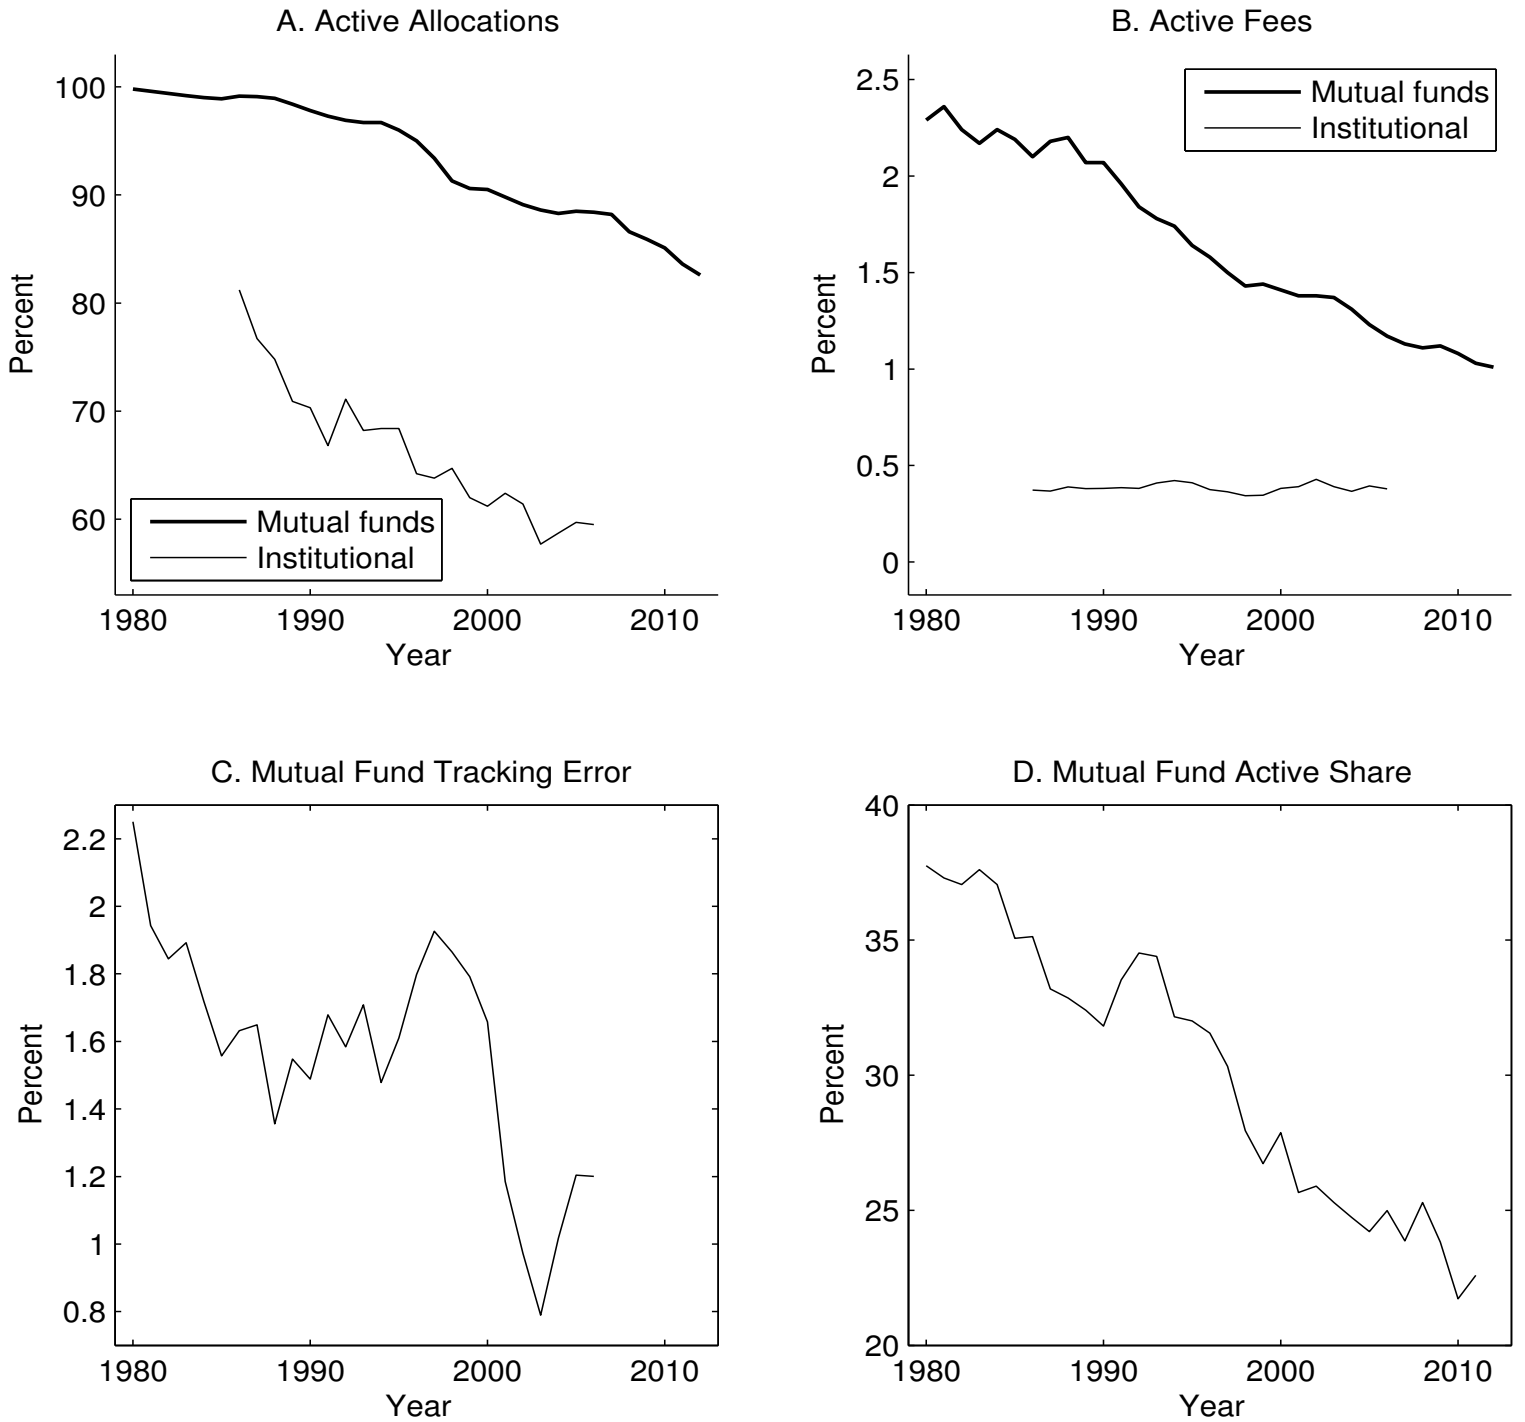 A. Active Allocations
100
90
80
70
60
Percent
Mutual funds
Institutional
1980
1990
2000
2010
Year
B. Active Fees
2.5
2
1.5
1
0.5
0
Percent
Mutual funds
Institutional
1980
1990
2000
2010
Year
C. Mutual Fund Tracking Error
2.2
2
1.8
1.6
1.4
1.2
1
0.8
Percent
1980
1990
2000
2010
Year
D. Mutual Fund Active Share
40
35
30
25
20
Percent
1980
1990
2000
2010
Year